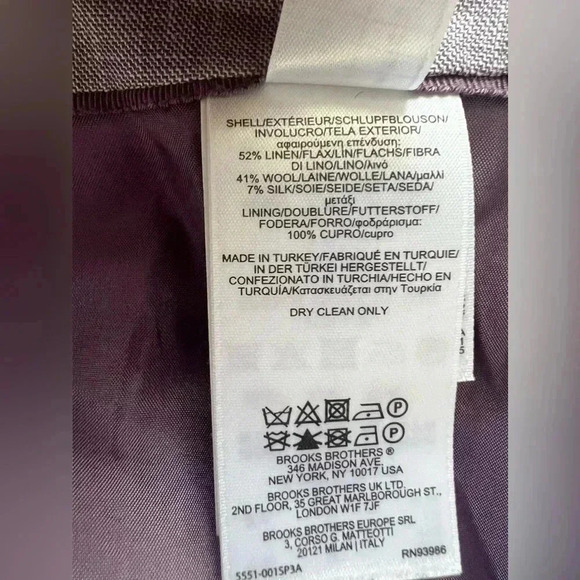 SHELL/EXTÉRIEUR/SCHLUPFBLOUSON/
INVOLUCRO/TELA EXTERIOR/
αφαιρούμενη επένδυση:
52% LINEN/FLAX/LIN/FLACHS/FIBRA
DI LINO/LINO/λινό
41% WOOL/LAINE/WOLLE/LANA/μαλλί
7% SILK/SOIE/SEIDE/SETA/SEDA/
μετάξι
LINING/DOUBLURE/FUTTERSTOFF/
FODERA/FORRO/φοδράρισμα:
100% CUPRO/cupro
MADE IN TURKEY/FABRIQUÉ EN TURQUIE/
IN DER TÜRKEI HERGESTELLT/
CONFEZIONATO IN TURCHIA/HECHO EN
TURQUÍA/Κατασκευάζεται στην Τουρκία
DRY CLEAN ONLY
P
P
BROOKS BROTHERS ®
346 MADISON AVE.
NEW YORK, NY 10017 USA
BROOKS BROTHERS UK LTD.
2ND FLOOR, 35 GREAT MARLBOROUGH ST.,
LONDON W1F 7JF
BROOKS BROTHERS EUROPE SRL
3, CORSO G. MATTEOTTI
20121 MILAN | ITALY
RN93986
5551-0015P3A